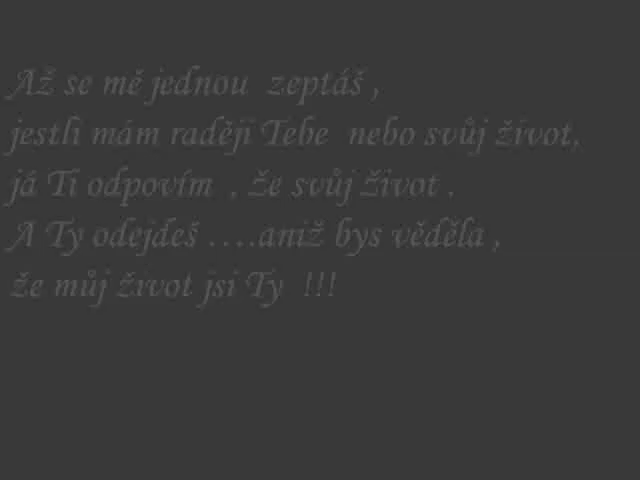 Až se mě jednou zeptáš ,
jestli mám raději Tebe nebo svůj život,
já Ti odpovím , že svůj život .
A Ty odejdeš ….aniž bys věděla ,
že můj život jsi Ty !!!